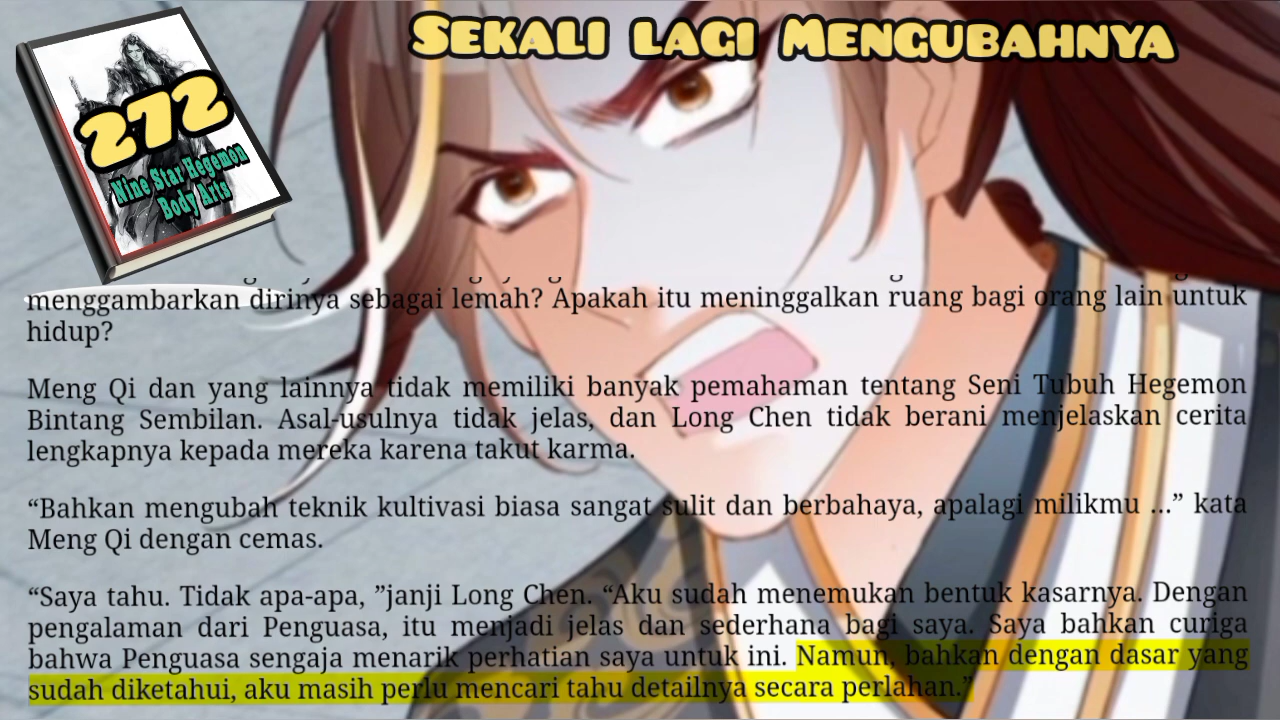 SEKALI LAGI MENGUBAHNYA
272
Nine Star Hegemon
Body Arts
menggambarkan dirinya sebagai lemah? Apakah itu meninggalkan ruang bagi orang lain untuk
hidup?
Meng Qi dan yang lainnya tidak memiliki banyak pemahaman tentang Seni Tubuh Hegemon
Bintang Sembilan. Asal-usulnya tidak jelas, dan Long Chen tidak berani menjelaskan cerita
lengkapnya kepada mereka karena takut karma.
“Bahkan mengubah teknik kultivasi biasa sangat sulit dan berbahaya, apalagi milikmu ...” kata
Meng Qi dengan cemas.
“Saya tahu. Tidak apa-apa, ”janji Long Chen. “Aku sudah menemukan bentuk kasarnya. Dengan
pengalaman dari Penguasa, itu menjadi jelas dan sederhana bagi saya. Saya bahkan curiga
bahwa Penguasa sengaja menarik perhatian saya untuk ini. Namun, bahkan dengan dasar yang
sudah diketahui, aku masih perlu mencari tahu detailnya secara perlahan.”